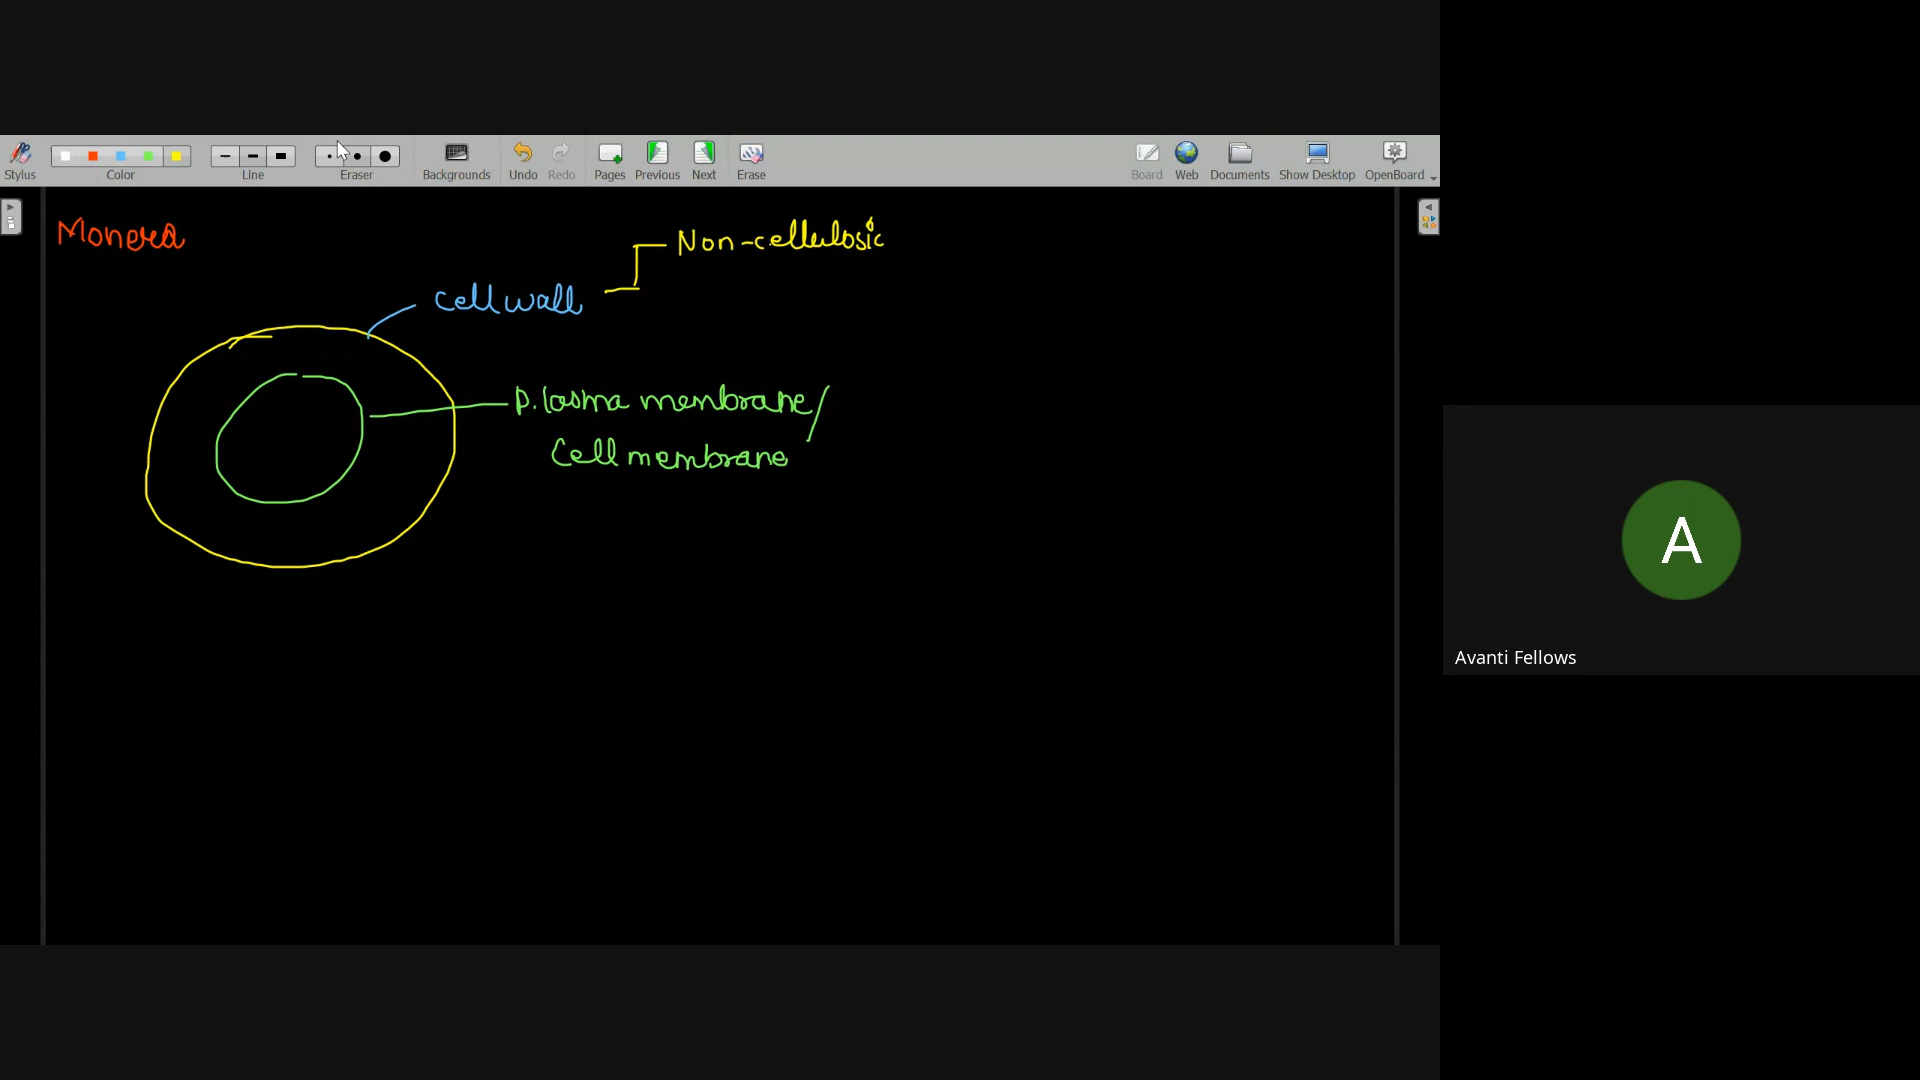 Stylus
Color
Line
Eraser
Backgrounds
Undo
Redo
Pages
Previous
Next
Erase
Board
Web
Documents
Show Desktop
OpenBoard
Monera
Non-cellulosic
cell wall
P.lasma membrane/
Cell membrane
A
Avanti Fellows